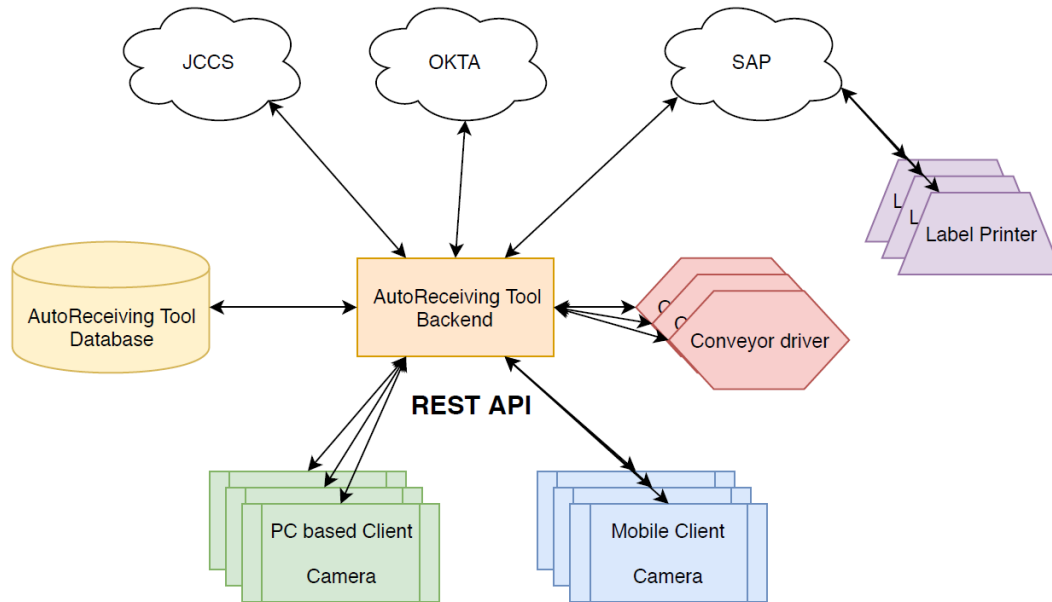 JCCS
OKTA
SAP
L
L
Label Printer
AutoReceiving Tool
Database
AutoReceiving Tool
Backend
C
C
Conveyor driver
REST API
PC based Client
Camera
Mobile Client
Camera